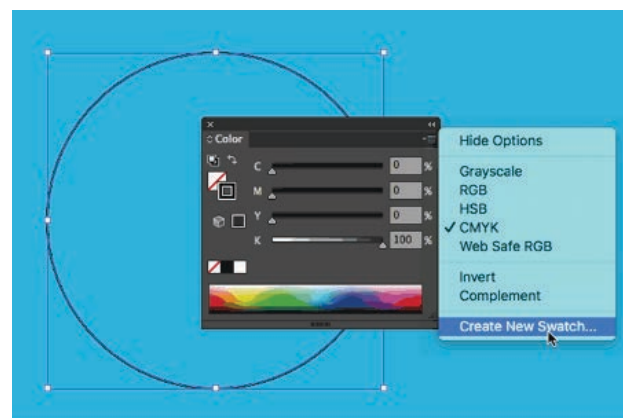 Color
C 0 %
M 0 %
Y 0 %
K 100 %
Hide Options
Grayscale
RGB
HSB
✓ CMYK
Web Safe RGB
Invert
Complement
Create New Swatch...